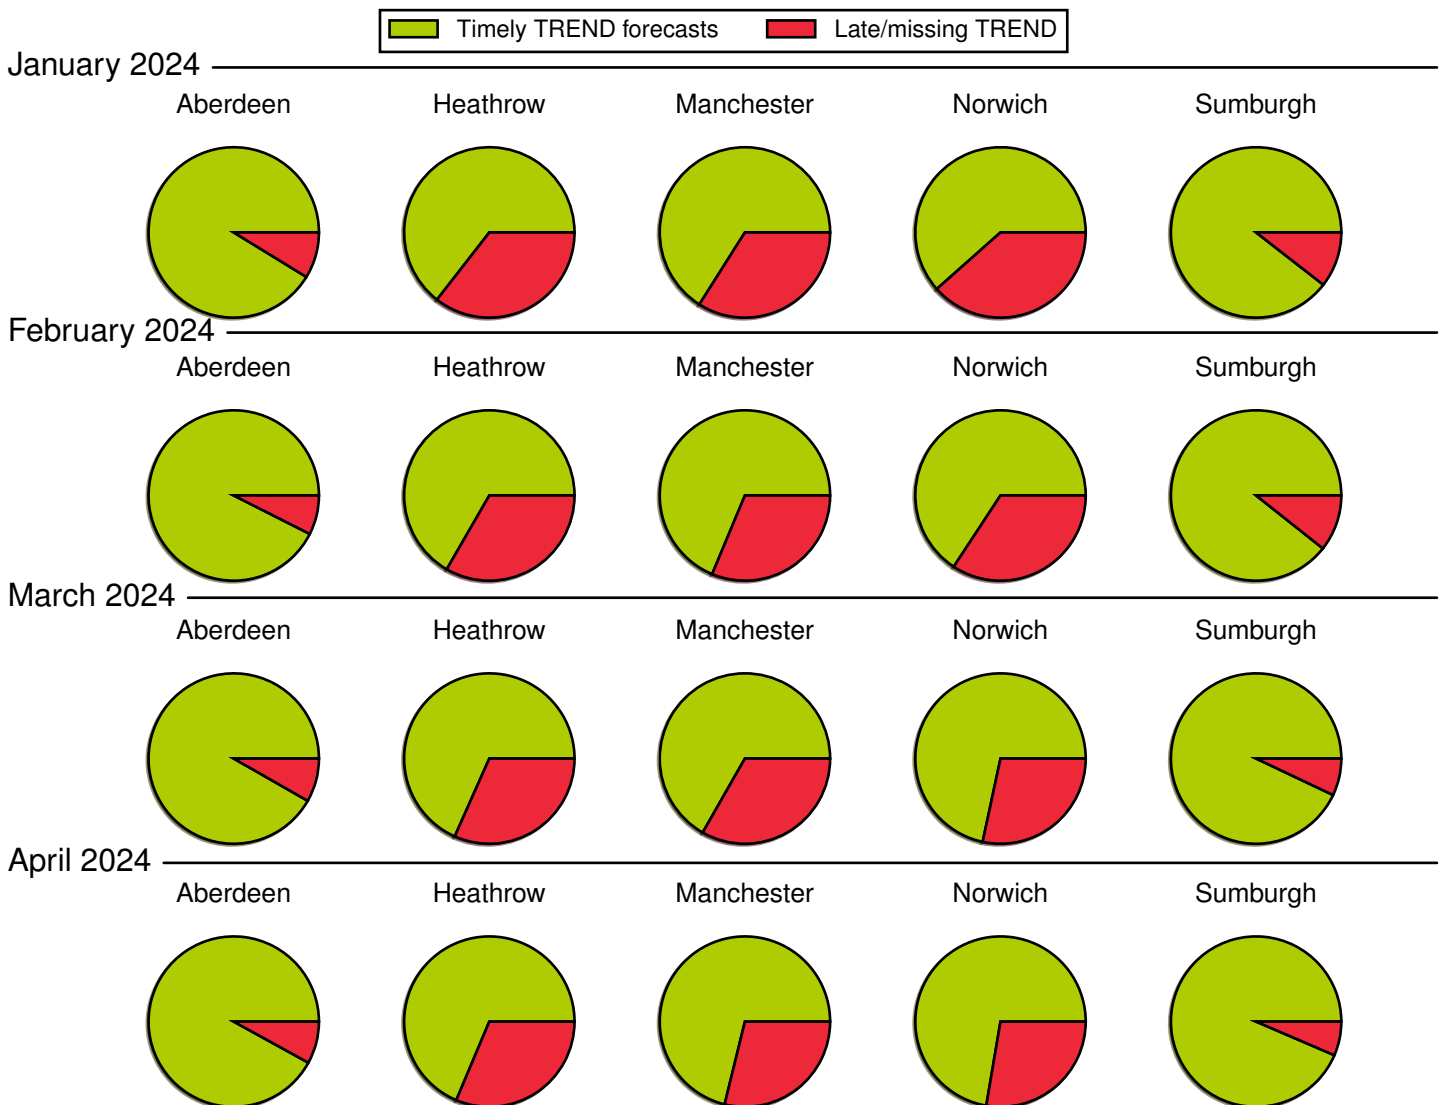 Timely TREND forecasts Late/missing TREND
January 2024
Aberdeen Heathrow Manchester Norwich Sumburgh
February 2024
Aberdeen Heathrow Manchester Norwich Sumburgh
March 2024
Aberdeen Heathrow Manchester Norwich Sumburgh
April 2024
Aberdeen Heathrow Manchester Norwich Sumburgh